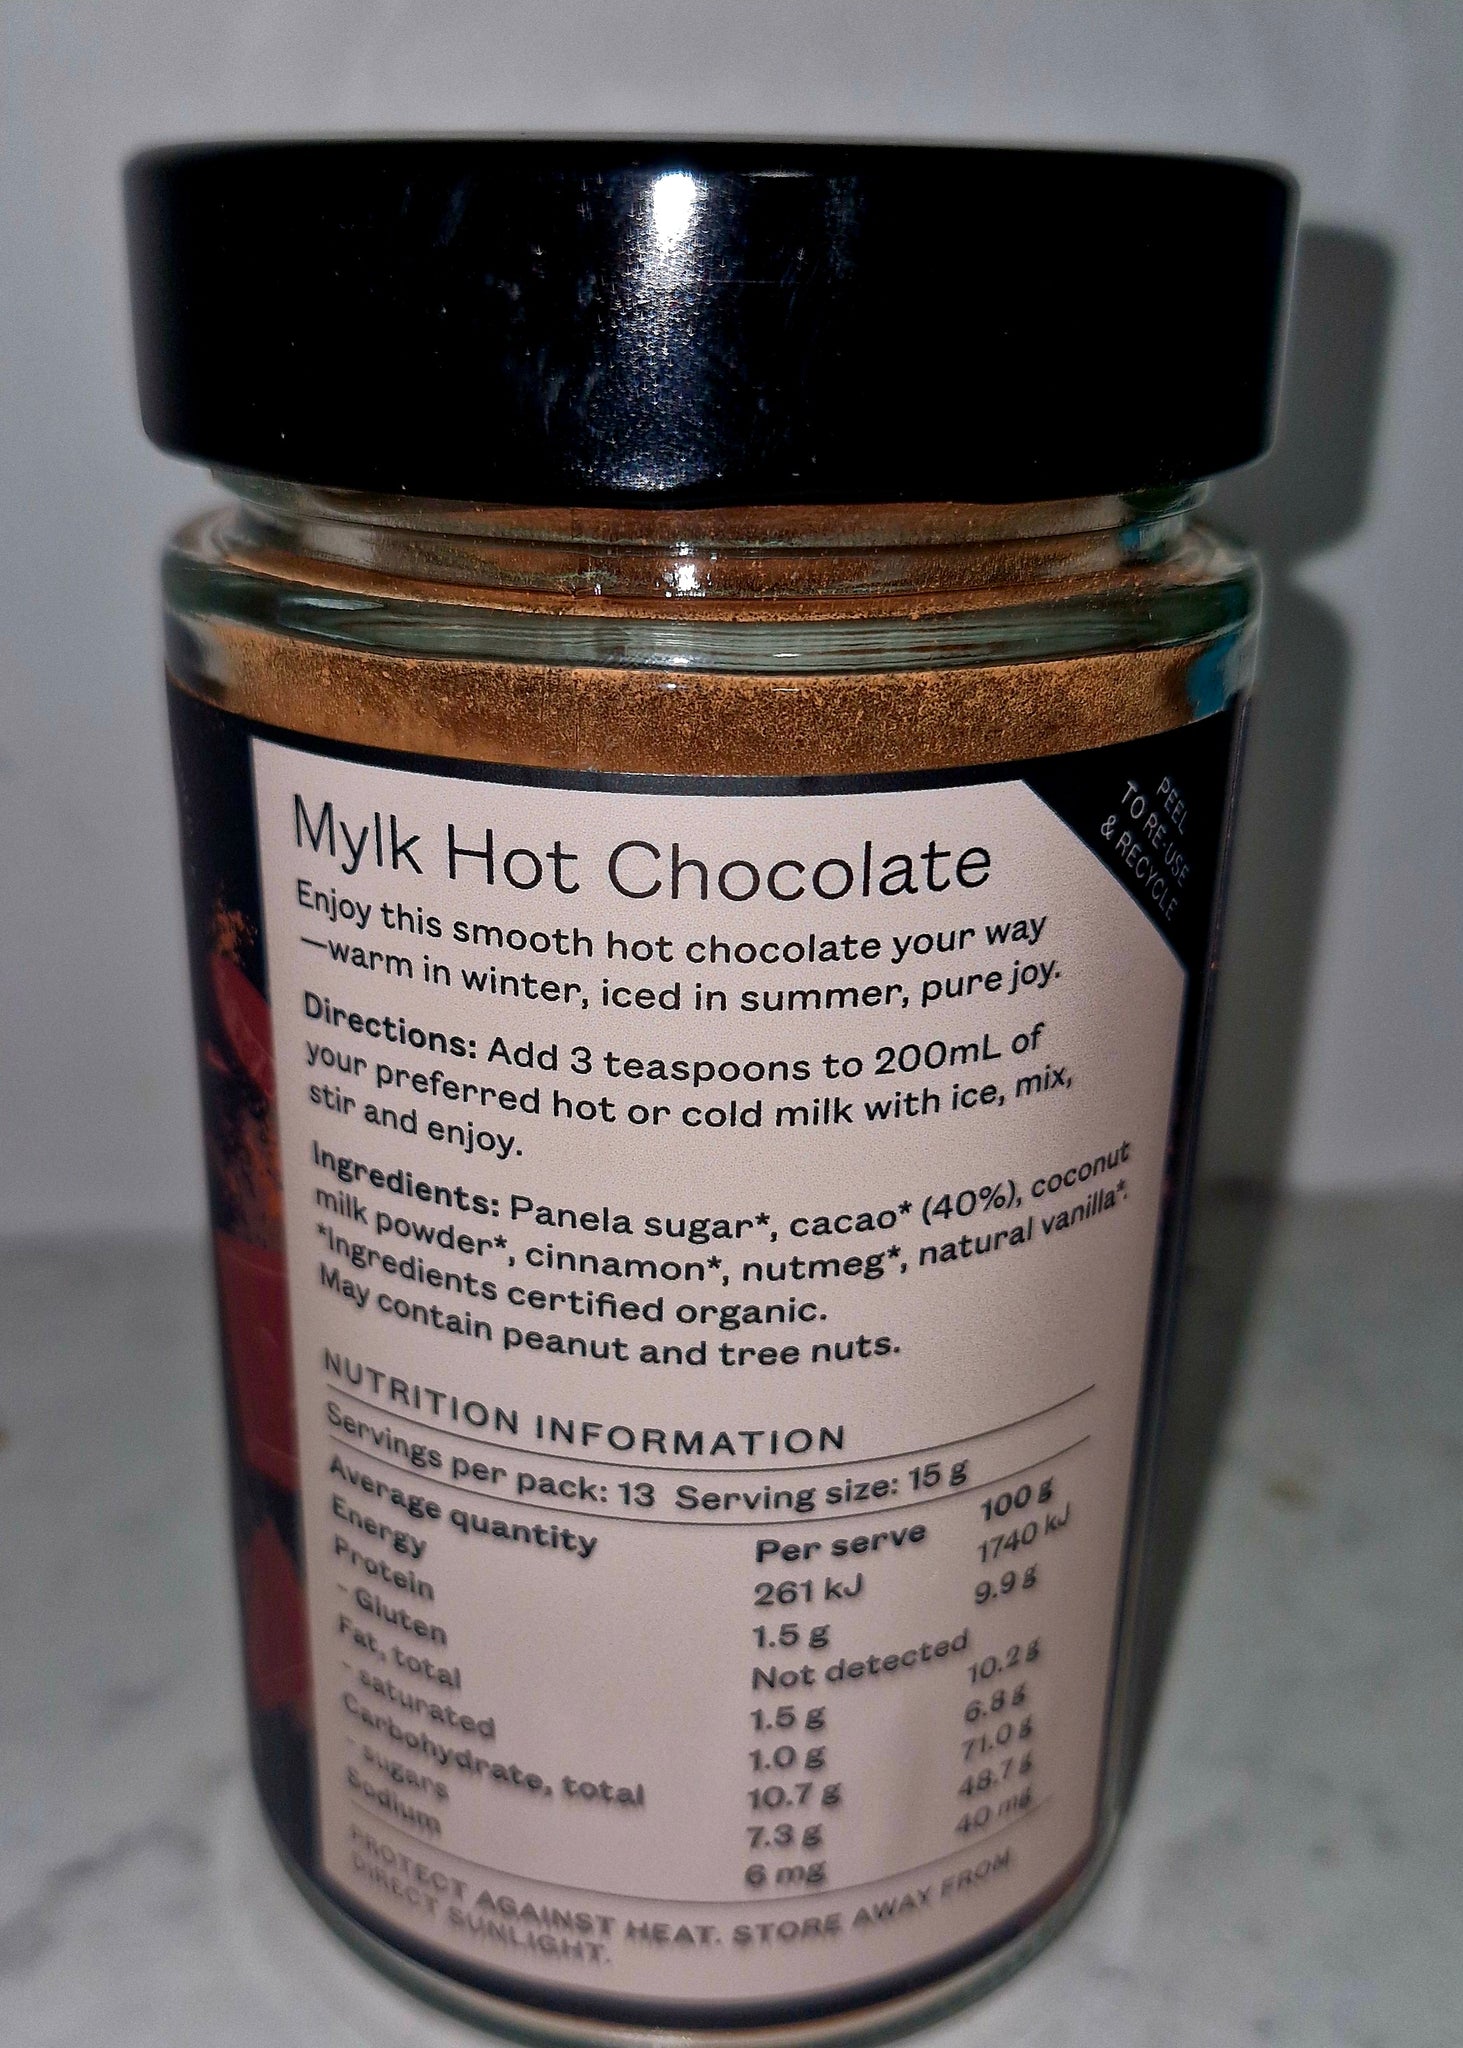 PEEL
TO RE-USE
& RECYCLE
Mylk Hot Chocolate
Enjoy this smooth hot chocolate your way
—warm in winter, iced in summer, pure joy.
Directions: Add 3 teaspoons to 200mL of
your preferred hot or cold milk with ice, mix,
stir and enjoy.
Ingredients: Panela sugar*, cacao* (40%), coconut
milk powder*, cinnamon*, nutmeg*, natural vanilla*.
*Ingredients certified organic.
May contain peanut and tree nuts.
NUTRITION INFORMATION
Servings per pack: 13 Serving size: 15 g
Average quantity Per serve 100 g
Energy 261 kJ 1740 kJ
Protein 1.5 g 9.9 g
- Gluten Not detected
Fat, total 1.5 g 10.2 g
- saturated 1.0 g 6.8 g
Carbohydrate, total 10.7 g 71.0 g
- sugars 7.3 g 48.7 g
Sodium 6 mg 40 mg
PROTECT AGAINST HEAT. STORE AWAY FROM
DIRECT SUNLIGHT.